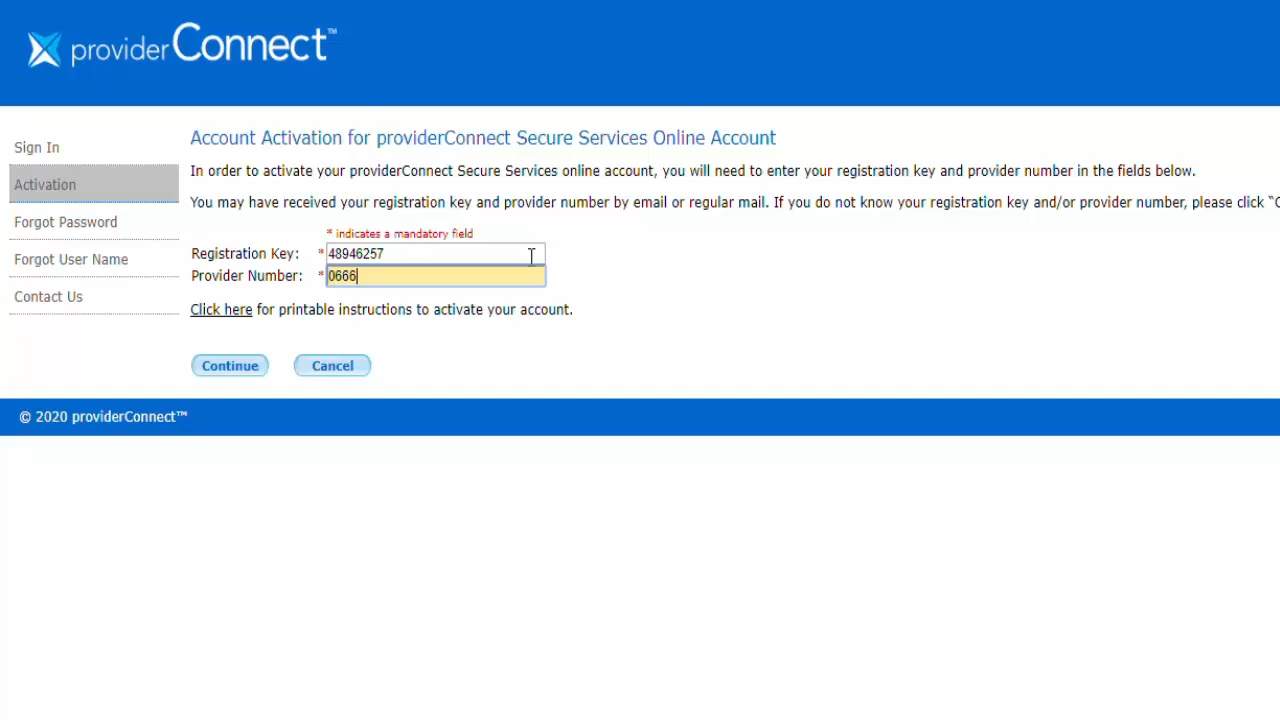 providerConnect™
Sign In
Activation
Forgot Password
Forgot User Name
Contact Us
Account Activation for providerConnect Secure Services Online Account
In order to activate your providerConnect Secure Services online account, you will need to enter your registration key and provider number in the fields below.
You may have received your registration key and provider number by email or regular mail. If you do not know your registration key and/or provider number, please click “C
* indicates a mandatory field
Registration Key: * 48946257
Provider Number: * 0666
Click here for printable instructions to activate your account.
Continue Cancel
© 2020 providerConnect™